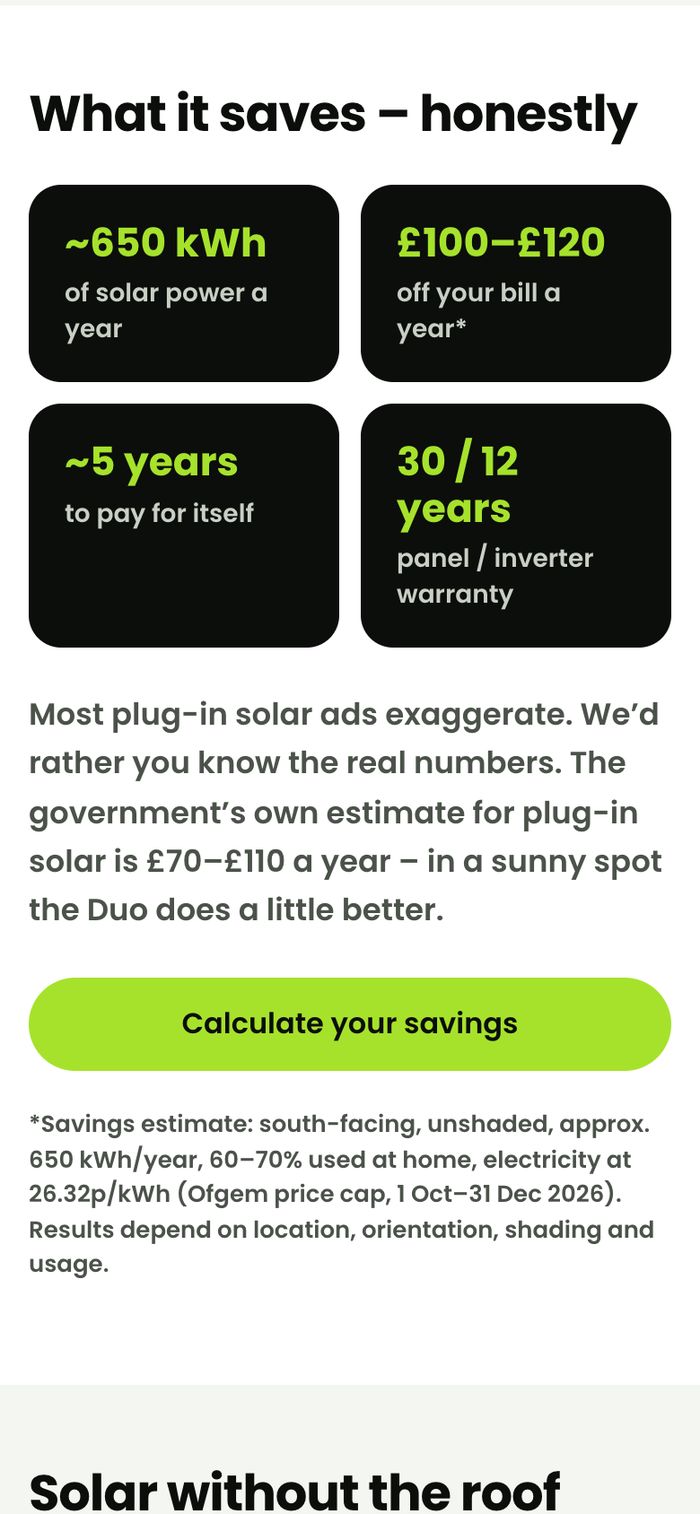 What it saves – honestly
~650 kWh
of solar power a
year
£100–£120
off your bill a
year*
~5 years
to pay for itself
30 / 12
years
panel / inverter
warranty
Most plug-in solar ads exaggerate. We’d
rather you know the real numbers. The
government’s own estimate for plug-in
solar is £70–£110 a year – in a sunny spot
the Duo does a little better.
Calculate your savings
*Savings estimate: south-facing, unshaded, approx.
650 kWh/year, 60–70% used at home, electricity at
26.32p/kWh (Ofgem price cap, 1 Oct–31 Dec 2026).
Results depend on location, orientation, shading and
usage.
Solar without the roof